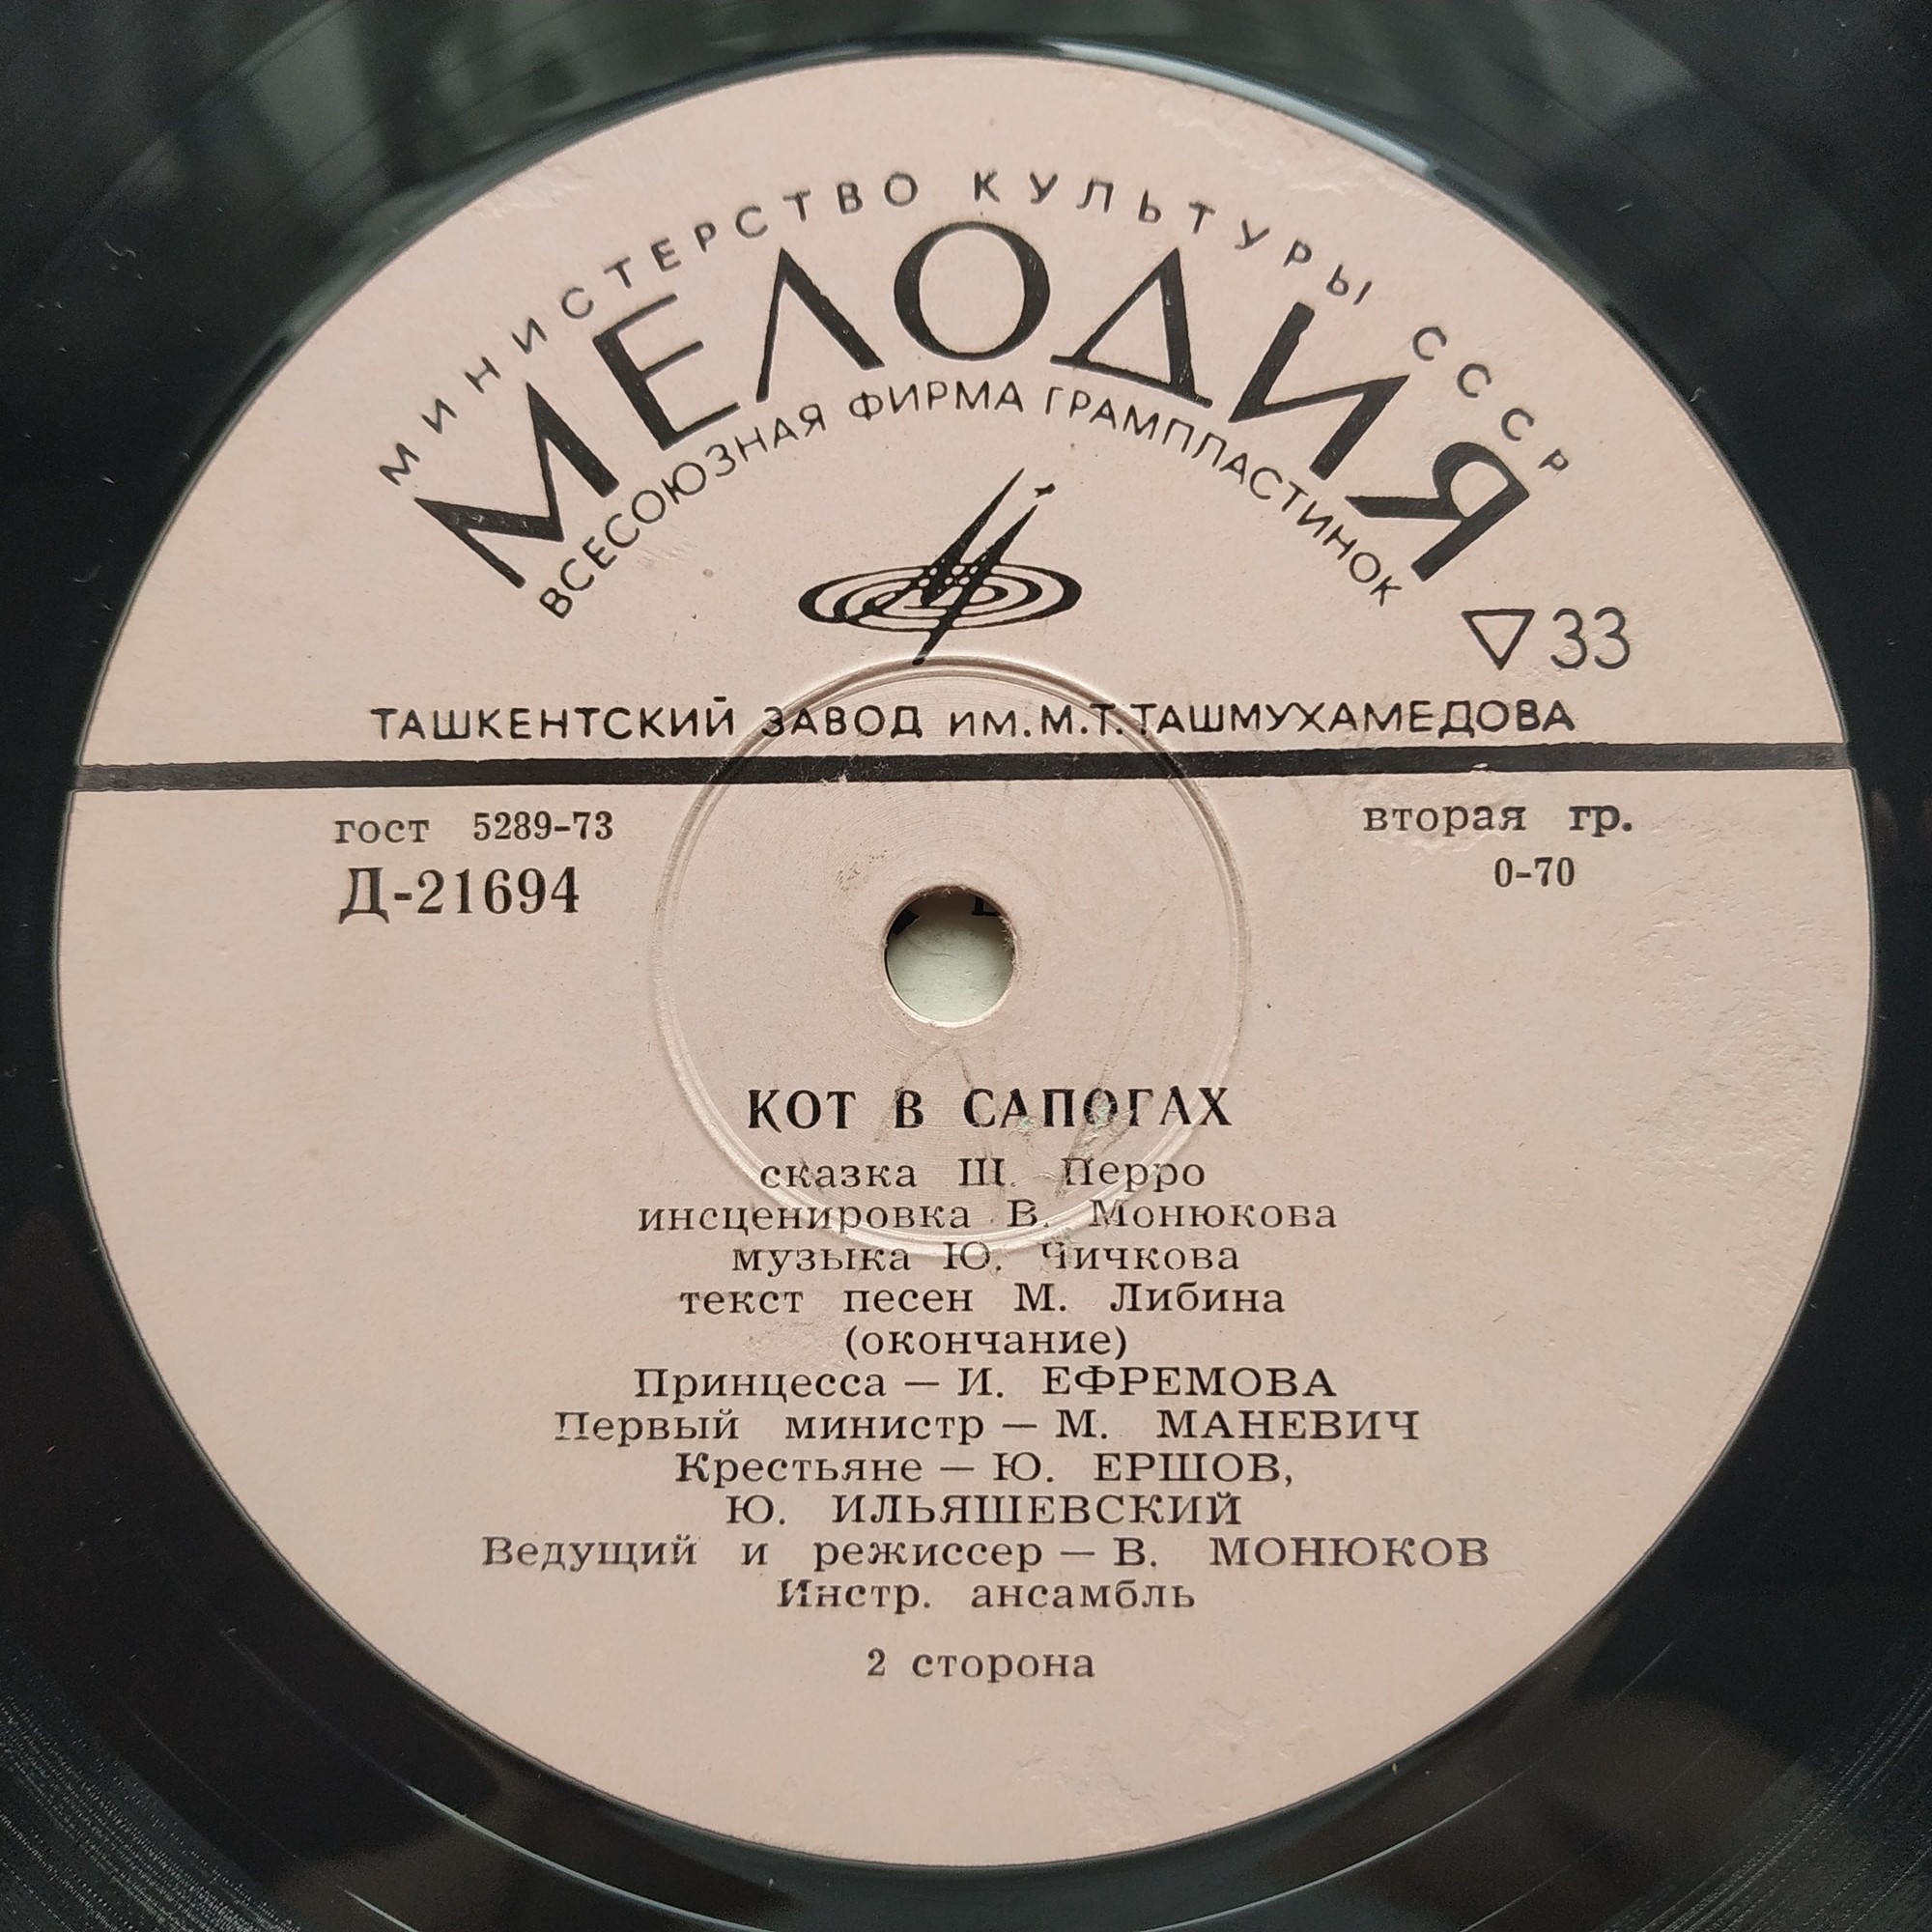 МИНИСТЕРСТВО КУЛЬТУРЫ СССР
МЕЛОДИЯ
ВСЕСОЮЗНАЯ ФИРМА ГРАМПЛАСТИНОК
33
ТАШКЕНТСКИЙ ЗАВОД им. М.Т. ТАШМУХАМЕДОВА
гост 5289-73
вторая гр.
Д-21694
0-70
КОТ В САПОГАХ
сказка Ш. Перро
инсценировка В. Монюкова
музыка Ю. Чичкова
текст песен М. Либина
(окончание)
Принцесса — И. ЕФРЕМОВА
Первый министр — М. МАНЕВИЧ
Крестьяне — Ю. ЕРШОВ,
Ю. ИЛЬЯШЕВСКИЙ
Ведущий и режиссер — В. МОНЮКОВ
Инстр. ансамбль
2 сторона